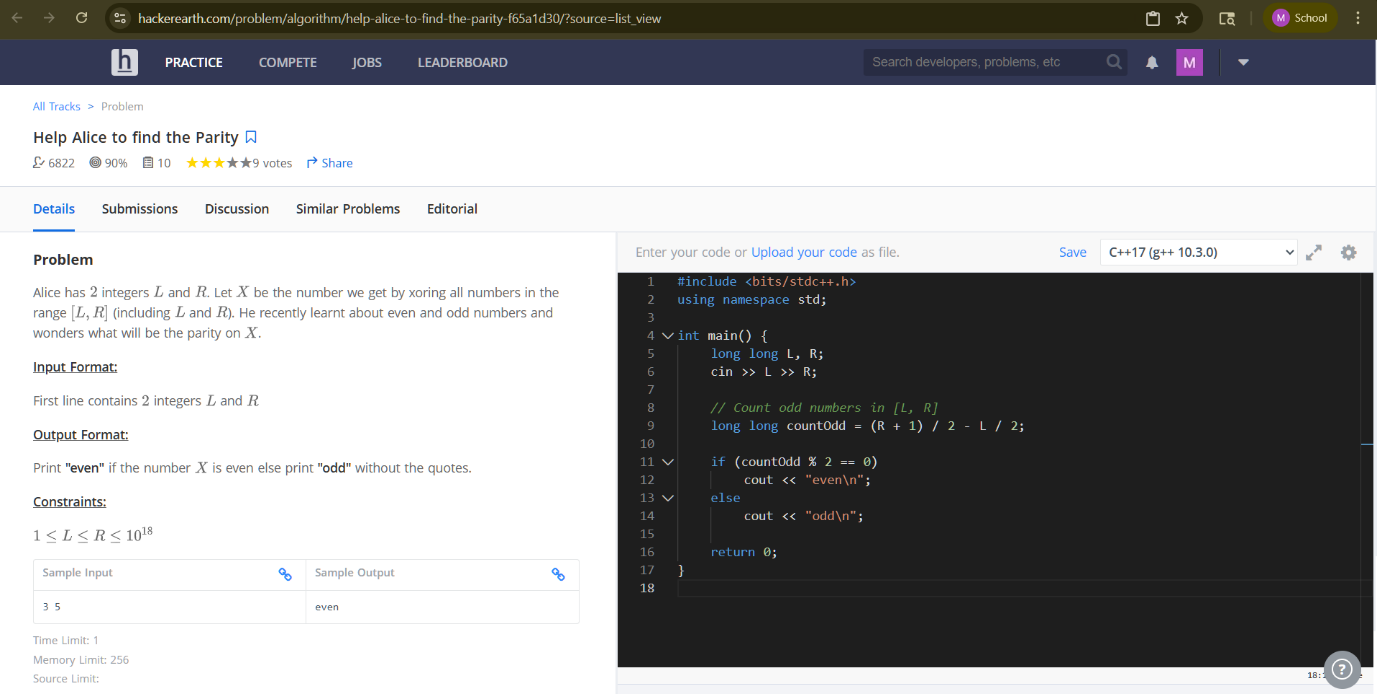 hackerearth.com/problem/algorithm/help-alice-to-find-the-parity-f65a1d30/?source=list_view
M School
h PRACTICE COMPETE JOBS LEADERBOARD Search developers, problems, etc M
All Tracks > Problem
Help Alice to find the Parity
6822 90% 10 ★★★★★9 votes Share
Details Submissions Discussion Similar Problems Editorial
Problem
Alice has 2 integers L and R. Let X be the number we get by xoring all numbers in the
range [L, R] (including L and R). He recently learnt about even and odd numbers and
wonders what will be the parity on X.
Input Format:
First line contains 2 integers L and R
Output Format:
Print "even" if the number X is even else print "odd" without the quotes.
Constraints:
1 ≤ L ≤ R ≤ 10¹⁸
Sample Input Sample Output
3 5 even
Time Limit: 1
Memory Limit: 256
Source Limit:
Enter your code or Upload your code as file. Save C++17 (g++ 10.3.0)
1 #include <bits/stdc++.h>
2 using namespace std;
3
4 int main() {
5     long long L, R;
6     cin >> L >> R;
7
8     // Count odd numbers in [L, R]
9     long long countOdd = (R + 1) / 2 - L / 2;
10
11     if (countOdd % 2 == 0)
12         cout << "even\n";
13     else
14         cout << "odd\n";
15
16     return 0;
17 }
18
?